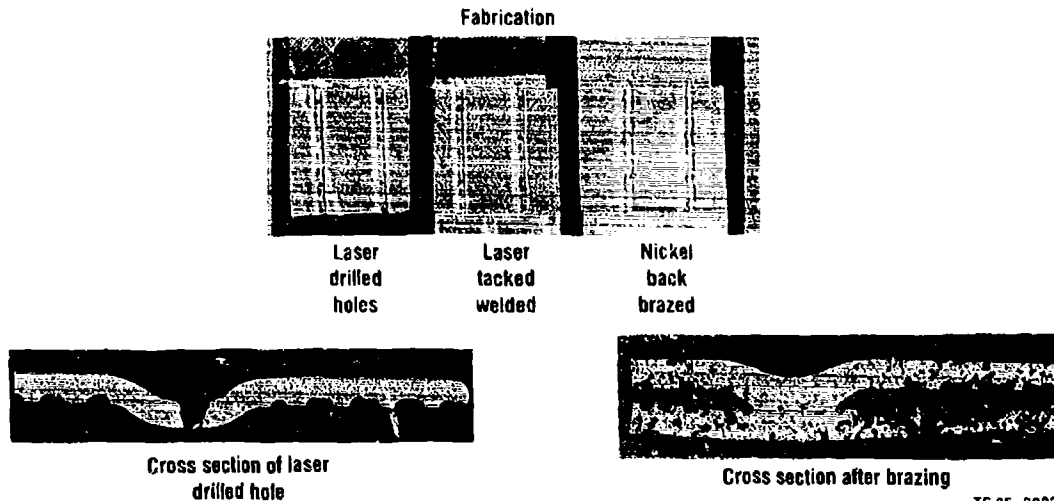 Fabrication
Laser
drilled
holes
Laser
tacked
welded
Nickel
back
brazed
Cross section of laser
drilled hole
Cross section after brazing